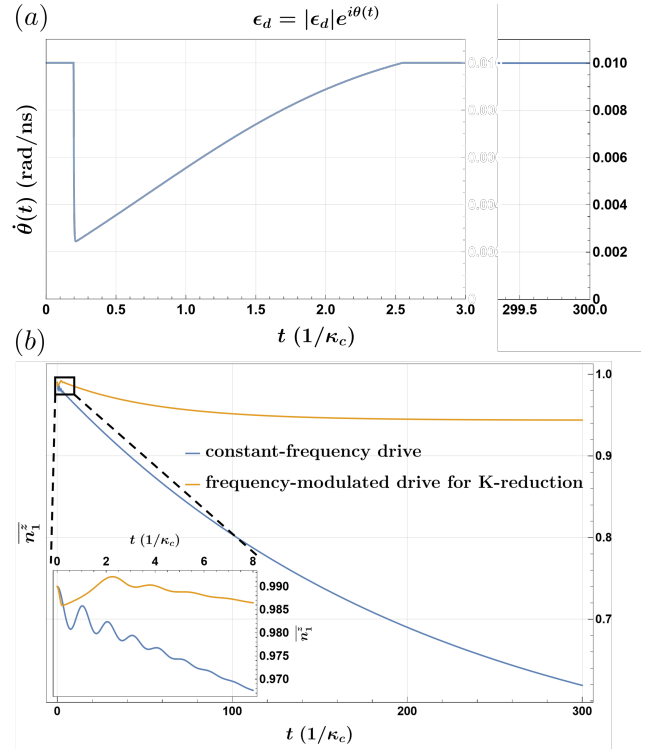 (a)
ϵ_d = |ϵ_d|e^{iθ(t)}
θ̇(t) (rad/ns)
0.010
0.008
0.006
0.004
0.002
0
0 0.5 1.0 1.5 2.0 2.5 3.0 299.5 300.0
t (1/κ_c)
(b)
1.0
0.9
0.8
0.7
constant-frequency drive
frequency-modulated drive for K-reduction
n_1^z
t (1/κ_c)
0 2 4 6 8
0.990
0.985
0.980
0.975
0.970
n_1^z
0 100 200 300
t (1/κ_c)